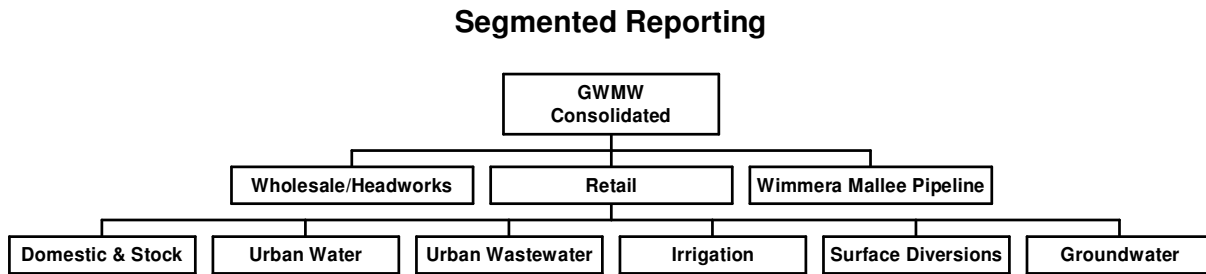 Segmented Reporting
GWMW
Consolidated
Wholesale/Headworks
Retail
Wimmera Mallee Pipeline
Domestic & Stock
Urban Water
Urban Wastewater
Irrigation
Surface Diversions
Groundwater